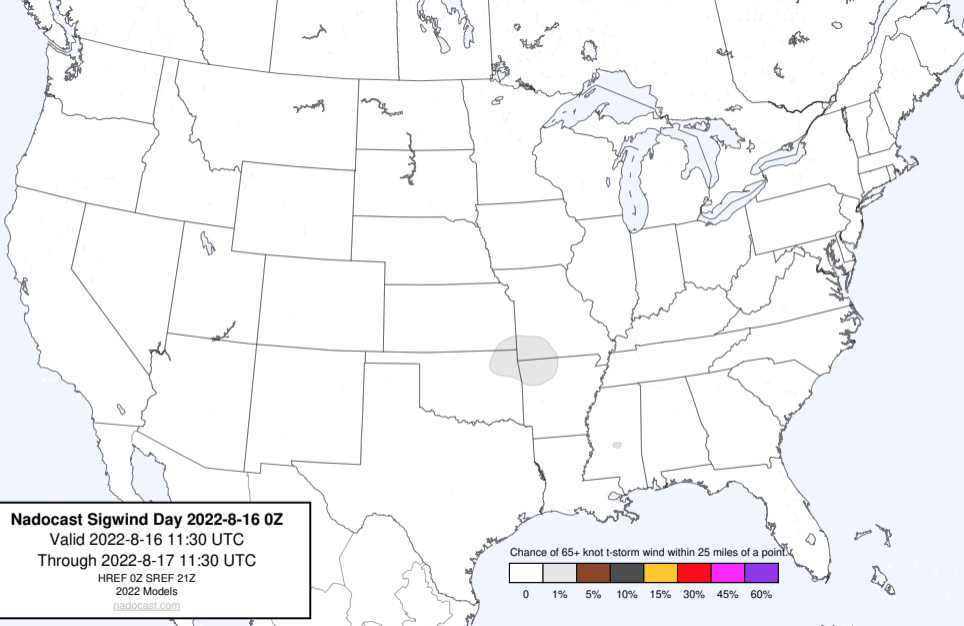 Nadocast Sigwind Day 2022-8-16 0Z
Valid 2022-8-16 11:30 UTC
Through 2022-8-17 11:30 UTC
HREF 0Z SREF 21Z
2022 Models
nadocast.com
Chance of 65+ knot t-storm wind within 25 miles of a point.
0 1% 5% 10% 15% 30% 45% 60%